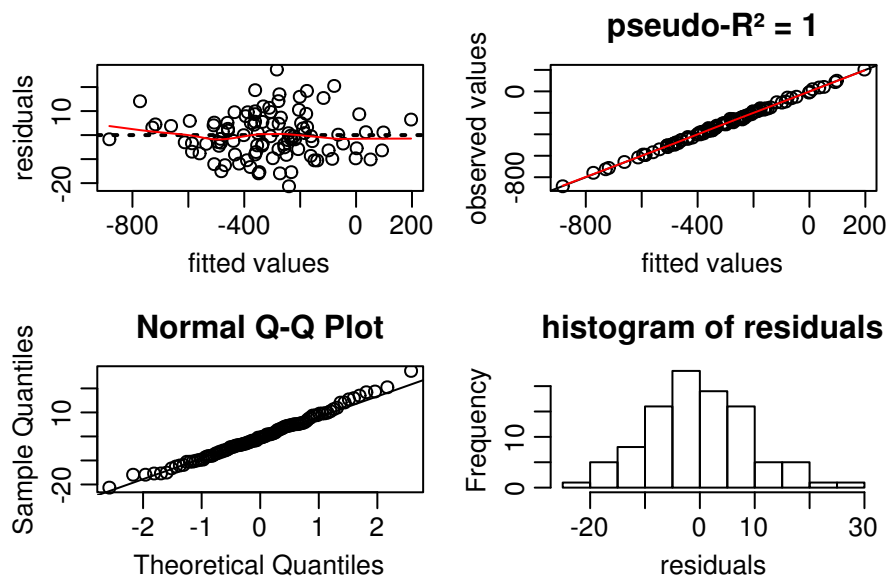 residuals
10
-20
-800
-400
0
200
fitted values
pseudo-R² = 1
observed values
0
-800
-800
-400
0
200
fitted values
Normal Q-Q Plot
Sample Quantiles
10
-20
-2
-1
0
1
2
Theoretical Quantiles
histogram of residuals
Frequency
10
0
-20
0
10
30
residuals